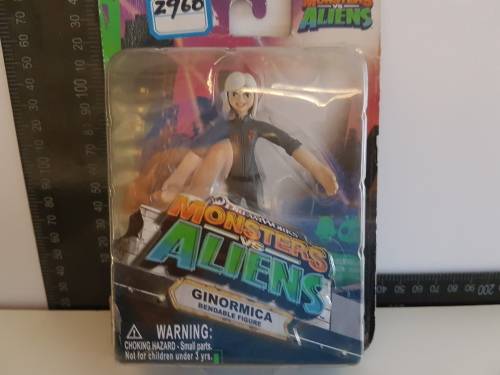 2960
MONSTERS
VS
ALIENS
DREAMWORKS
MONSTERS
VS
ALIENS
GINORMICA
BENDABLE FIGURE
WARNING:
CHOKING HAZARD - Small parts.
Not for children under 3 yrs.